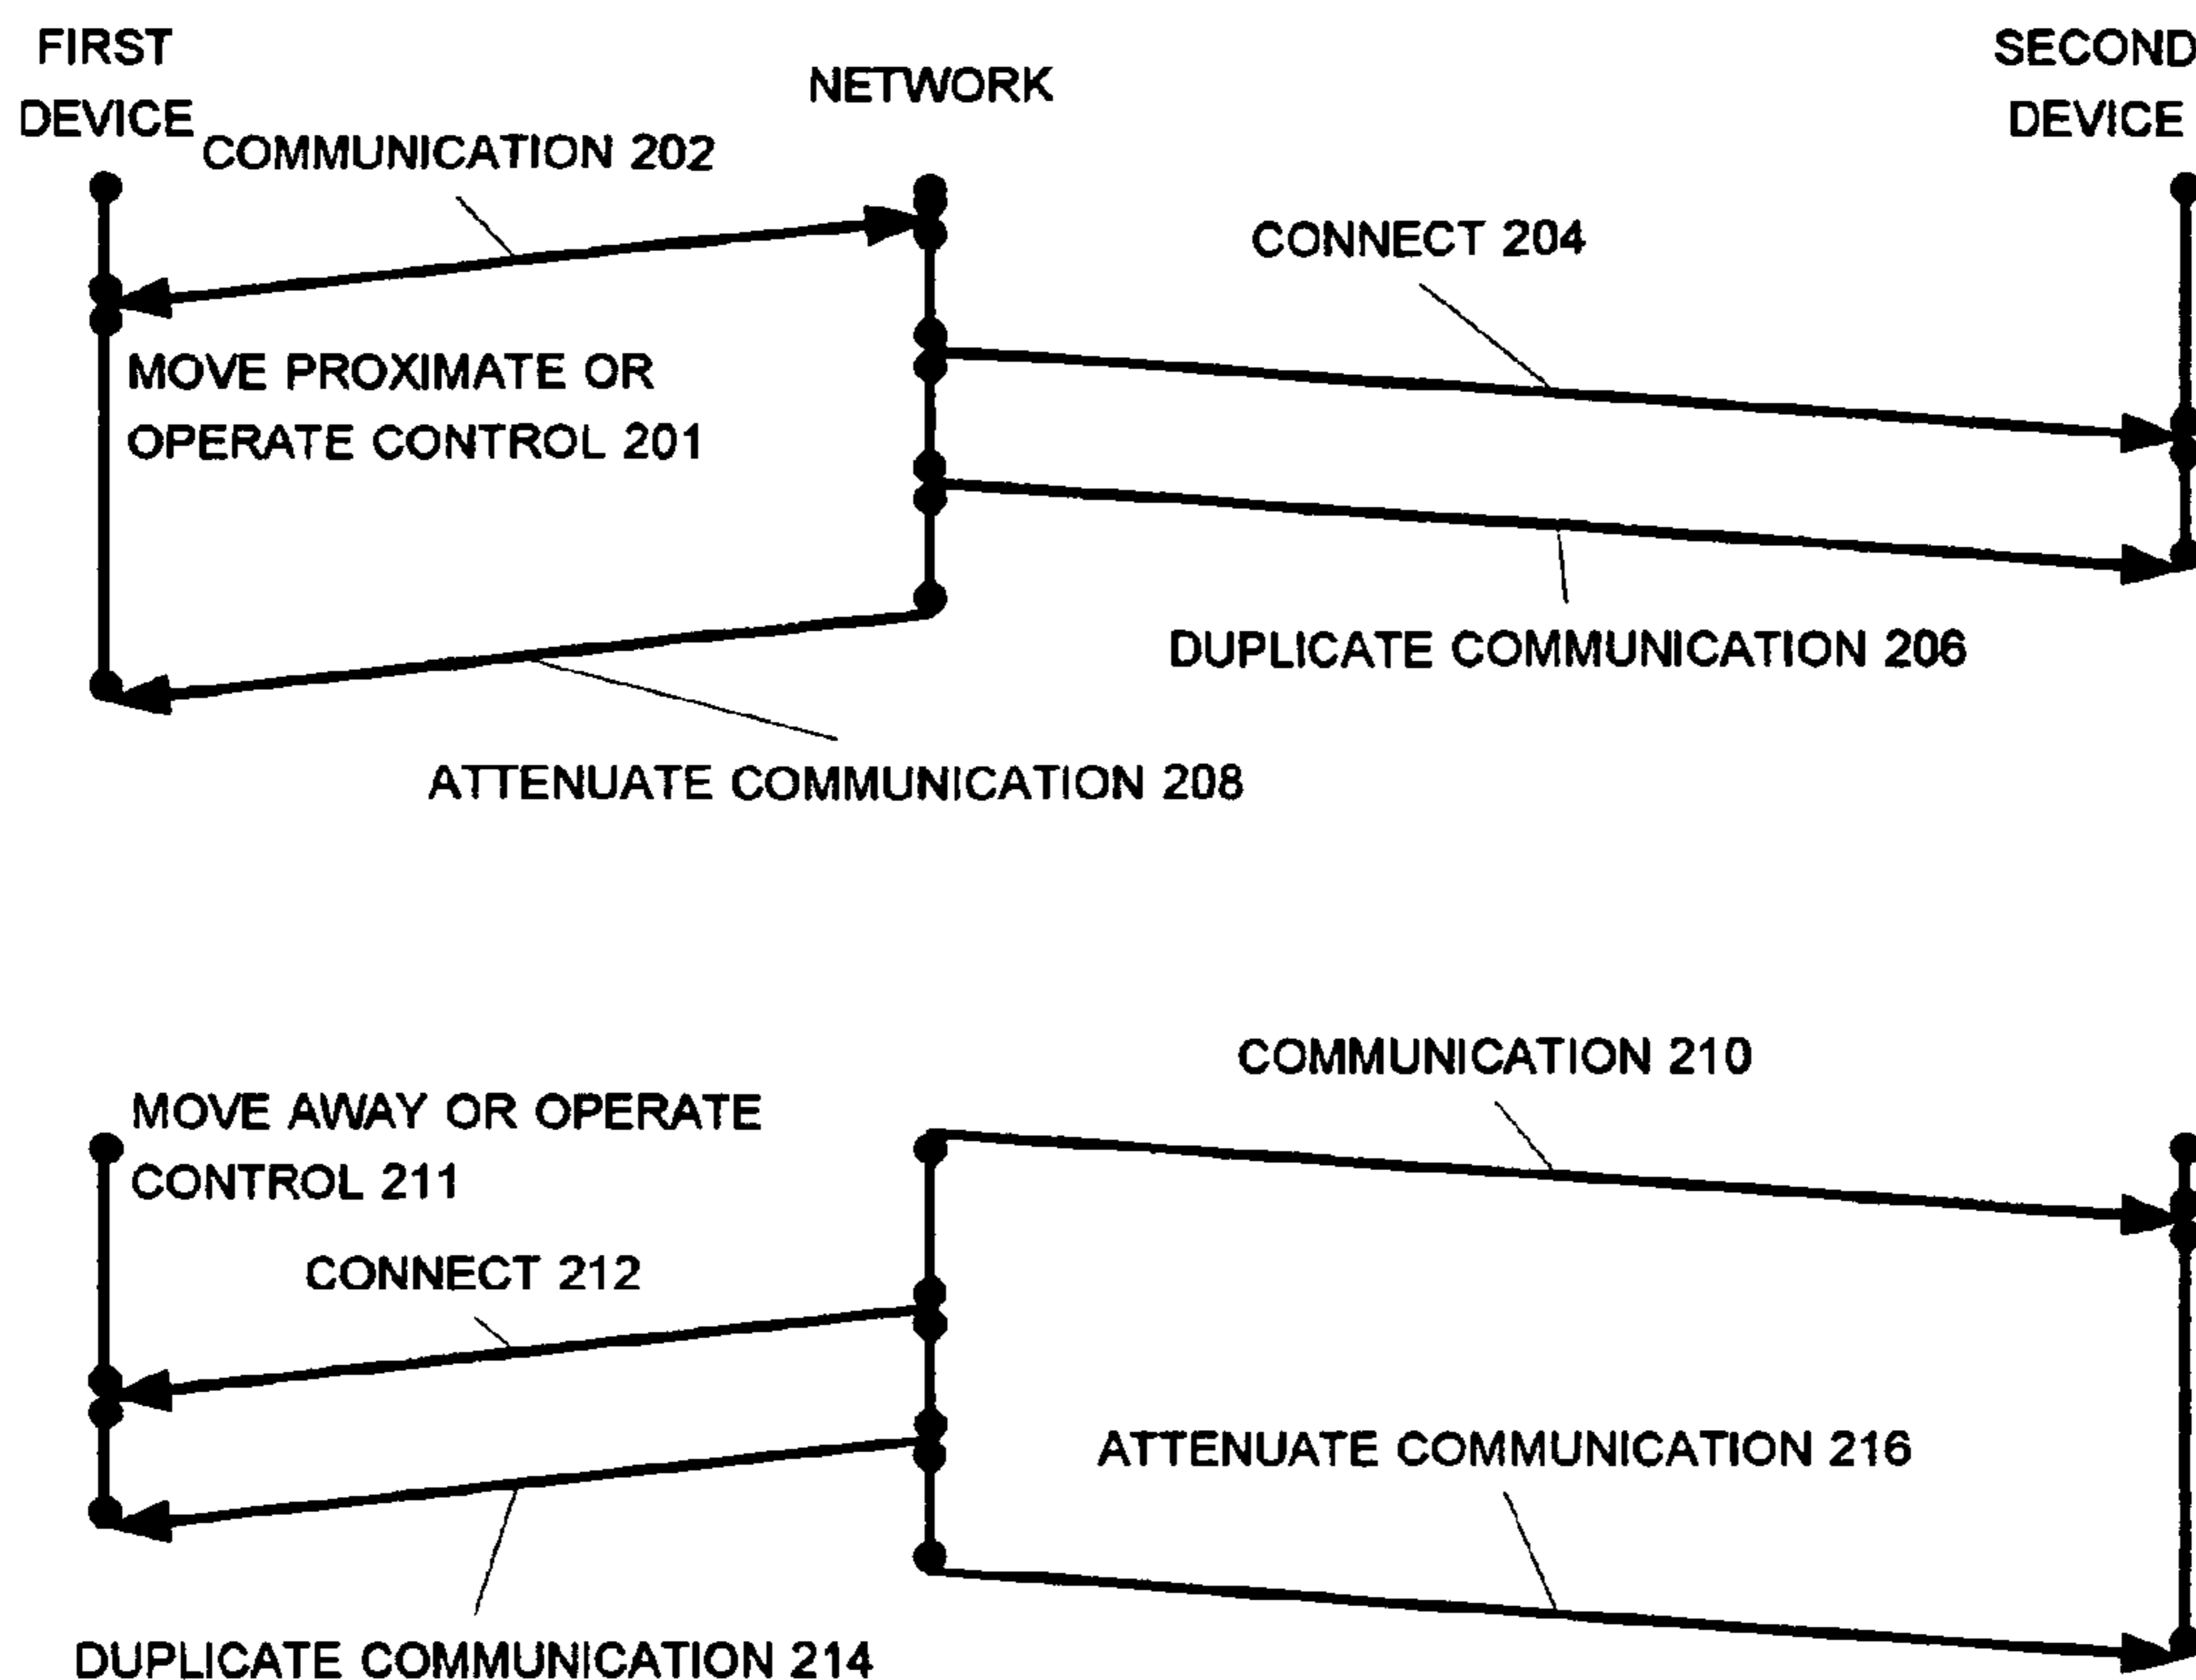 FIRST
DEVICE
NETWORK
SECOND
DEVICE
COMMUNICATION 202
CONNECT 204
MOVE PROXIMATE OR
OPERATE CONTROL 201
DUPLICATE COMMUNICATION 206
ATTENUATE COMMUNICATION 208
COMMUNICATION 210
MOVE AWAY OR OPERATE
CONTROL 211
CONNECT 212
ATTENUATE COMMUNICATION 216
DUPLICATE COMMUNICATION 214